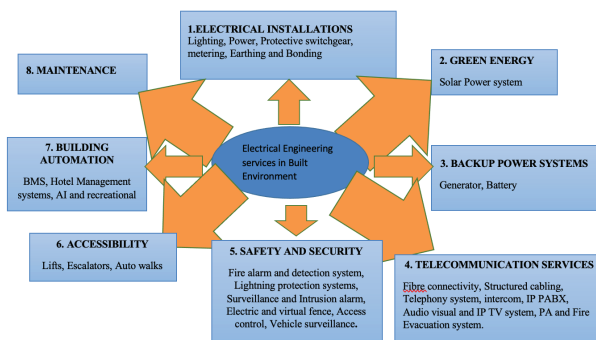 1.ELECTRICAL INSTALLATIONS
Lighting, Power, Protective switchgear,
metering, Earthing and Bonding
2. GREEN ENERGY
Solar Power system
3. BACKUP POWER SYSTEMS
Generator, Battery
4. TELECOMMUNICATION SERVICES
Fibre connectivity, Structured cabling,
Telephony system, intercom, IP PABX,
Audio visual and IP TV system, PA and Fire
Evacuation system.
5. SAFETY AND SECURITY
Fire alarm and detection system,
Lightning protection systems,
Surveillance and Intrusion alarm,
Electric and virtual fence, Access
control, Vehicle surveillance.
6. ACCESSIBILITY
Lifts, Escalators, Auto walks
7. BUILDING
AUTOMATION
BMS, Hotel Management
systems, AI and recreational
8. MAINTENANCE
Electrical Engineering
services in Built
Environment